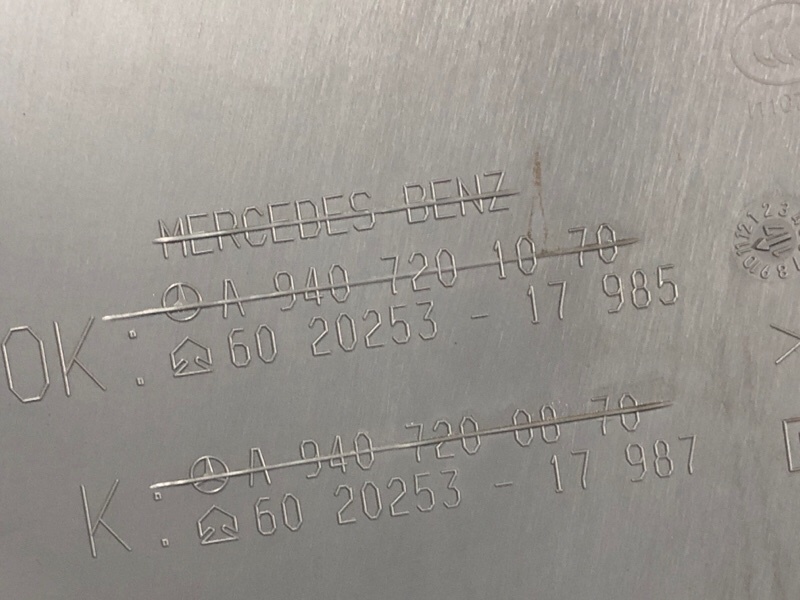 MERCEDES BENZ
A 940 720 10 70
OK: 60 20253 - 17 985
A 940 720 00 70
K: 60 20253 - 17 987